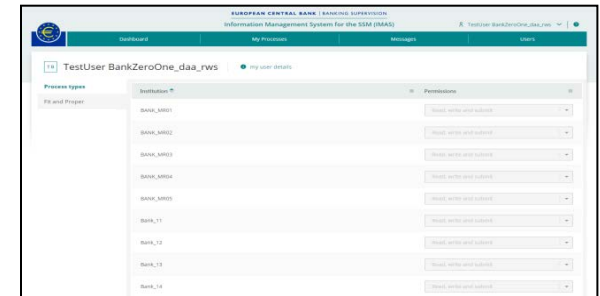 EUROPEAN CENTRAL BANK | BANKING SUPERVISION
Information Management System for the SSM (IMAS)
TestUser BankZeroOne_daa_rws
Dashboard
My Processes
Messages
Users
TB
TestUser BankZeroOne_daa_rws
my user details
Process types
Fit and Proper
Institution
Permissions
BANK_MR01
Read, write and submit
BANK_MR02
Read, write and submit
BANK_MR03
Read, write and submit
BANK_MR04
Read, write and submit
BANK_MR05
Read, write and submit
Bank_11
Read, write and submit
Bank_12
Read, write and submit
Bank_13
Read, write and submit
Bank_14
Read, write and submit